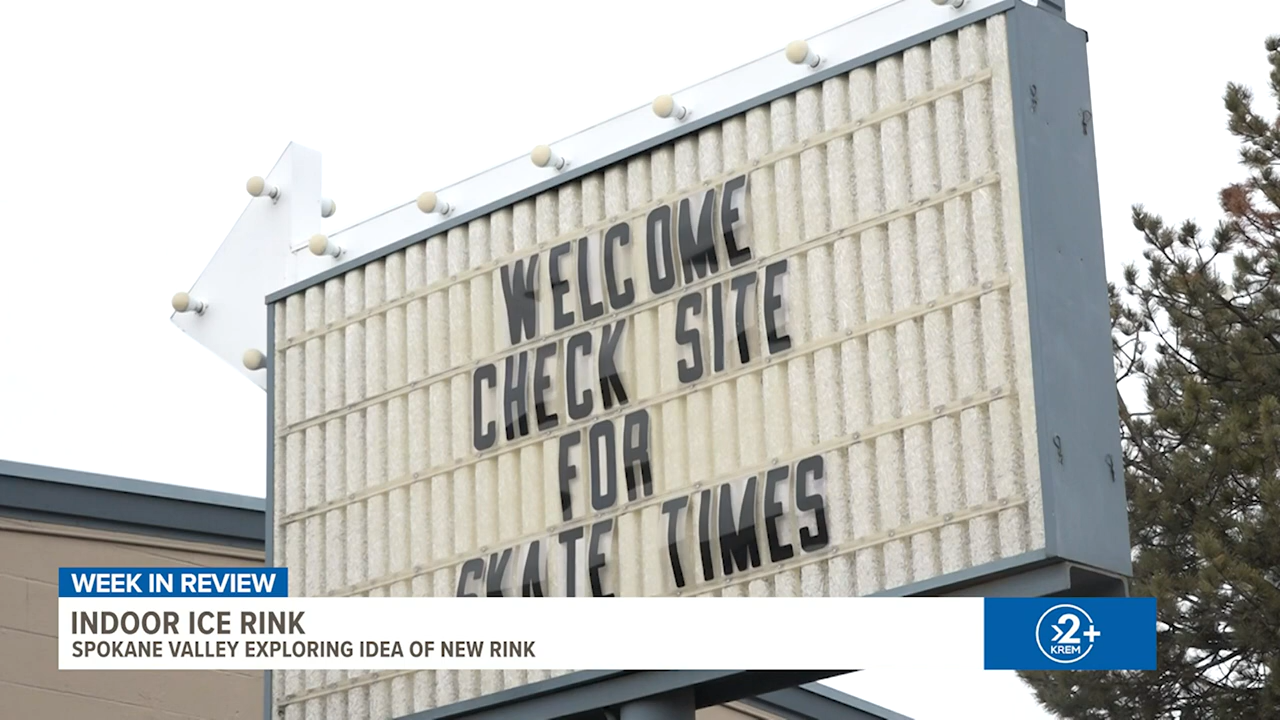 WELCOME
CHECK SITE
FOR
SKATE TIMES
WEEK IN REVIEW
INDOOR ICE RINK
SPOKANE VALLEY EXPLORING IDEA OF NEW RINK
2+
KREM